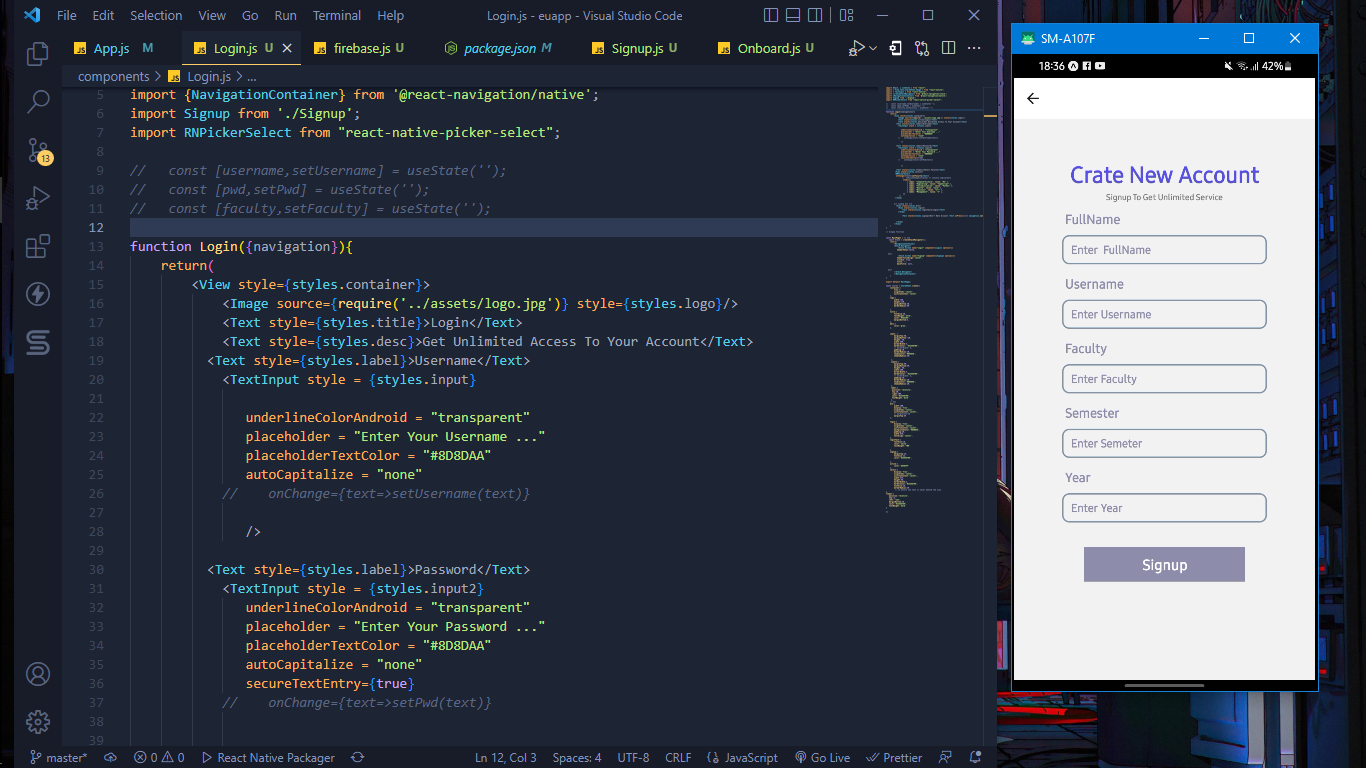 File Edit Selection View Go Run Terminal Help Login.js - euapp - Visual Studio Code
App.js M Login.js U firebase.js U package.json M Signup.js U Onboard.js U
components > Login.js > ...
5 import {NavigationContainer} from '@react-navigation/native';
6 import Signup from './Signup';
7 import RNPickerSelect from "react-native-picker-select";
8
9 // const [username,setUsername] = useState('');
10 // const [pwd,setPwd] = useState('');
11 // const [faculty,setFaculty] = useState('');
12
13 function Login({navigation}){
14 return(
15 <View style={styles.container}>
16 <Image source={require('../assets/logo.jpg')} style={styles.logo}/>
17 <Text style={styles.title}>Login</Text>
18 <Text style={styles.desc}>Get Unlimited Access To Your Account</Text>
19 <Text style={styles.label}>Username</Text>
20 <TextInput style = {styles.input}
21
22 underlineColorAndroid = "transparent"
23 placeholder = "Enter Your Username ..."
24 placeholderTextColor = "#8D8DAA"
25 autoCapitalize = "none"
26 // onChange={text=>setUsername(text)}
27
28 />
29
30 <Text style={styles.label}>Password</Text>
31 <TextInput style = {styles.input2}
32 underlineColorAndroid = "transparent"
33 placeholder = "Enter Your Password ..."
34 placeholderTextColor = "#8D8DAA"
35 autoCapitalize = "none"
36 secureTextEntry={true}
37 // onChange={text=>setPwd(text)}
38
39
13
master* 0 0 React Native Packager Ln 12, Col 3 Spaces: 4 UTF-8 CRLF {} JavaScript Go Live Prettier
SM-A107F
18:36 42%
Crate New Account
Signup To Get Unlimited Service
FullName
Enter FullName
Username
Enter Username
Faculty
Enter Faculty
Semester
Enter Semeter
Year
Enter Year
Signup